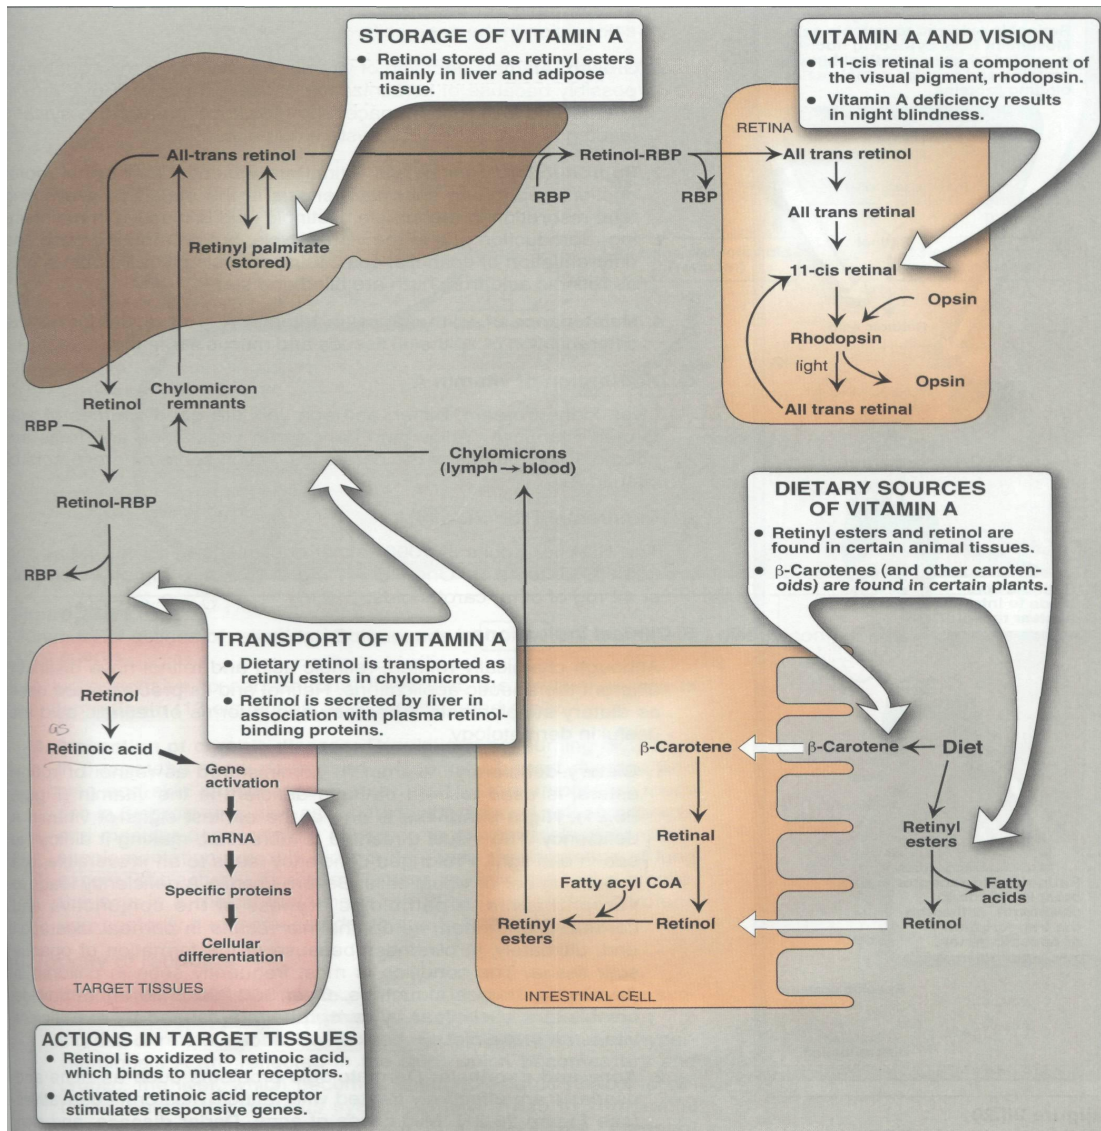 STORAGE OF VITAMIN A
• Retinol stored as retinyl esters
mainly in liver and adipose
tissue.
VITAMIN A AND VISION
• 11-cis retinal is a component of
the visual pigment, rhodopsin.
• Vitamin A deficiency results
in night blindness.
RETINA
All-trans retinol
Retinyl palmitate
(stored)
Retinol-RBP
RBP
RBP
All trans retinol
All trans retinal
11-cis retinal
Opsin
Rhodopsin
light
Opsin
All trans retinal
Retinol
Chylomicron
remnants
RBP
Retinol-RBP
RBP
Chylomicrons
(lymph → blood)
DIETARY SOURCES
OF VITAMIN A
• Retinyl esters and retinol are
found in certain animal tissues.
• β-Carotenes (and other caroten-
oids) are found in certain plants.
TRANSPORT OF VITAMIN A
• Dietary retinol is transported as
retinyl esters in chylomicrons.
• Retinol is secreted by liver in
association with plasma retinol-
binding proteins.
Retinol
Retinoic acid
Gene
activation
mRNA
Specific proteins
Cellular
differentiation
TARGET TISSUES
β-Carotene
β-Carotene
Diet
Retinal
Retinyl
esters
Fatty acyl CoA
Fatty
acids
Retinyl
esters
Retinol
Retinol
INTESTINAL CELL
ACTIONS IN TARGET TISSUES
• Retinol is oxidized to retinoic acid,
which binds to nuclear receptors.
• Activated retinoic acid receptor
stimulates responsive genes.